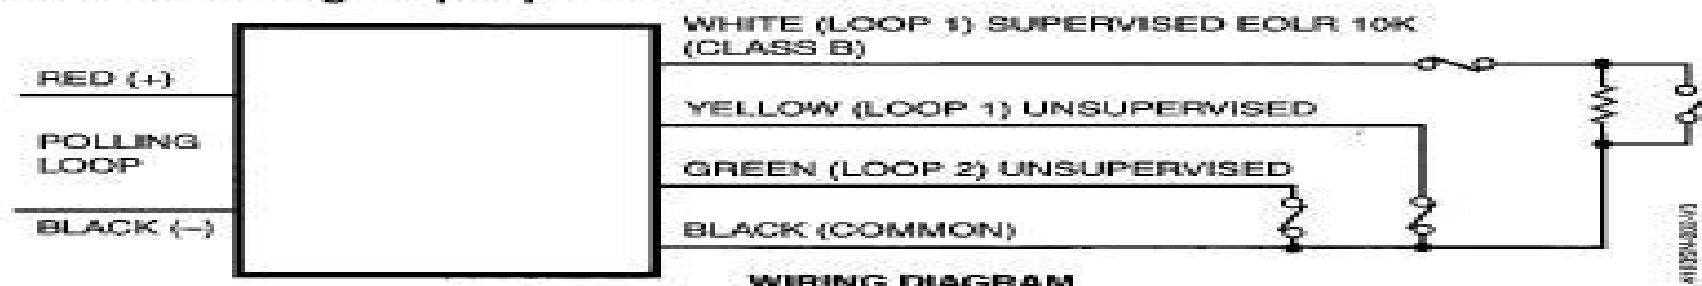 WHITE (LOOP 1) SUPERVISED EOLR 10K
(CLASS B)
RED (+)
YELLOW (LOOP 1) UNSUPERVISED
POLLING
LOOP
GREEN (LOOP 2) UNSUPERVISED
BLACK (–)
BLACK (COMMON)
WIRING DIAGRAM